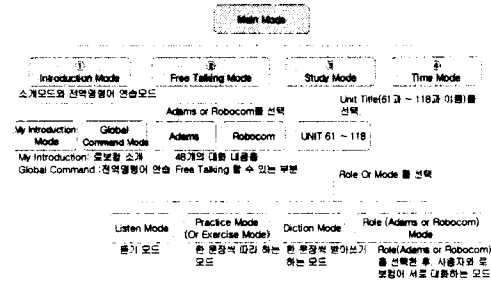 Main Mode
① ② ③ ④
Introduction Mode Free Talking Mode Study Mode Time Mode
소개모드와 전역명령어 연습모드
Adams or Robocom를 선택
Unit Title(61과 ~ 118과 이름)를 선택.
My Introduction Mode
Global Command Mode
Adams Robocom UNIT 61 ~ 118
My Introduction: 로보컴 소개
Global Command :전역명령어 연습
48개의 대화 내용을
Free Talking 할 수 있는 부분
Role Or Mode 를 선택
Listen Mode
듣기 모드
Practice Mode
(Or Exercise Mode)
한 문장씩 따라 하는
모드
Diction Mode
한 문장씩 받아쓰기
하는 모드
Role (Adams or Robocom)
Mode
Role(Adams or Robocom)
을 선택한 후, 사용자와 로
보컴이 서로 대화하는 모드